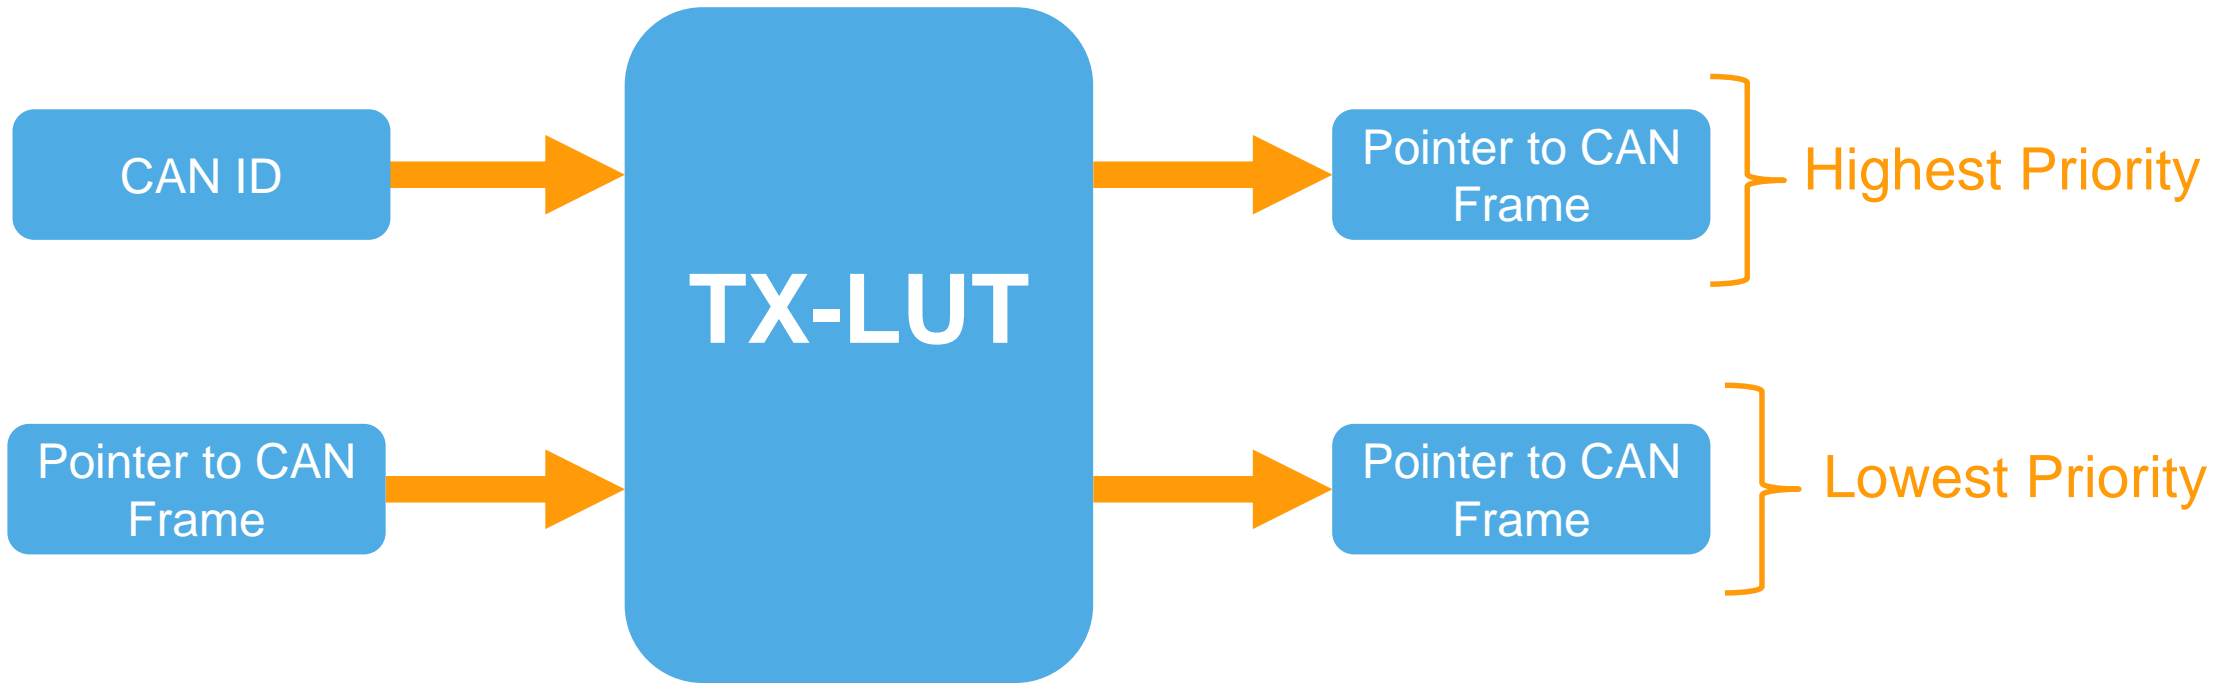 CAN ID
Pointer to CAN
Frame
TX-LUT
Pointer to CAN
Frame
Highest Priority
Pointer to CAN
Frame
Lowest Priority